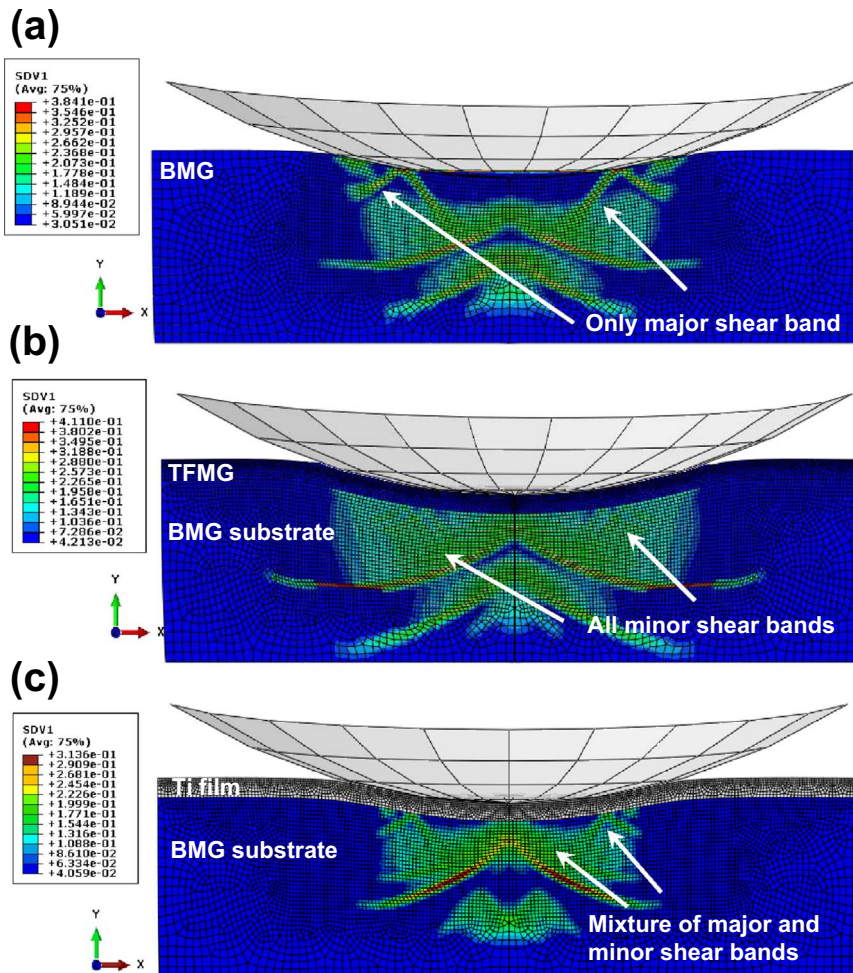 (a)
SDV1
(Avg: 75%)
+3.841e-01
+3.546e-01
+3.252e-01
+2.957e-01
+2.662e-01
+2.368e-01
+2.073e-01
+1.778e-01
+1.484e-01
+1.189e-01
+8.944e-02
+5.997e-02
+3.051e-02
BMG
Y
X
Only major shear band
(b)
SDV1
(Avg: 75%)
+4.110e-01
+3.802e-01
+3.495e-01
+3.188e-01
+2.880e-01
+2.573e-01
+2.265e-01
+1.958e-01
+1.651e-01
+1.343e-01
+1.036e-01
+7.286e-02
+4.213e-02
TFMG
BMG substrate
Y
X
All minor shear bands
(c)
SDV1
(Avg: 75%)
+3.136e-01
+2.909e-01
+2.681e-01
+2.454e-01
+2.226e-01
+1.999e-01
+1.771e-01
+1.544e-01
+1.316e-01
+1.088e-01
+8.610e-02
+6.334e-02
+4.059e-02
Ti film
BMG substrate
Y
X
Mixture of major and
minor shear bands